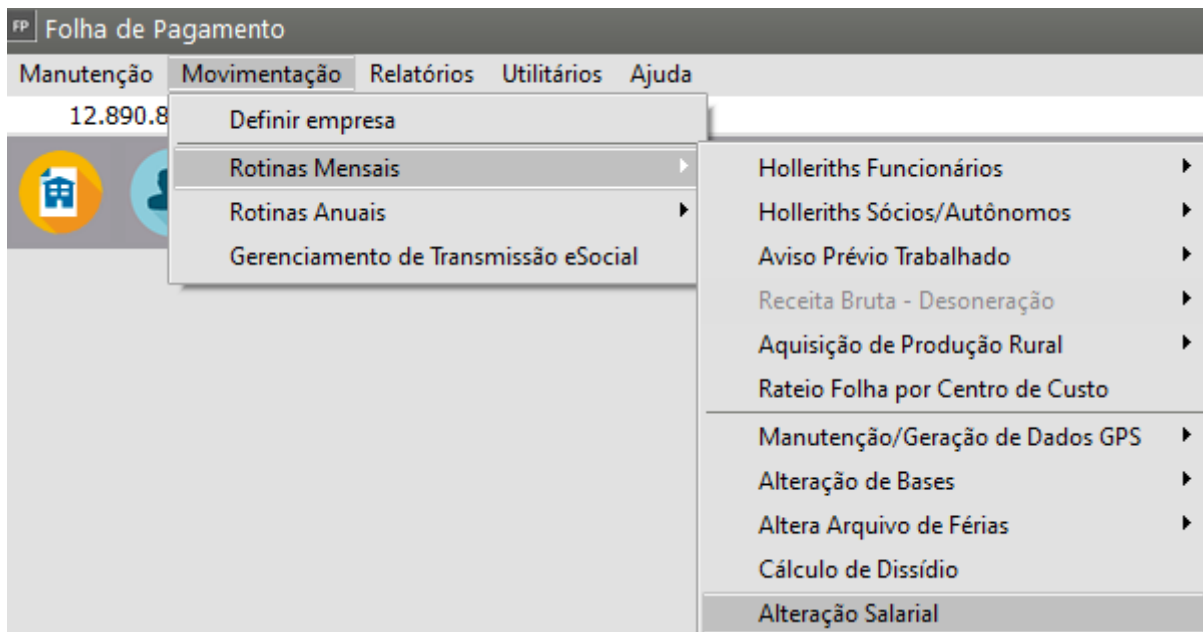 FP Folha de Pagamento
Manutenção Movimentação Relatórios Utilitários Ajuda
12.890.8
Definir empresa
Rotinas Mensais
Rotinas Anuais
Gerenciamento de Transmissão eSocial
Holleriths Funcionários
Holleriths Sócios/Autônomos
Aviso Prévio Trabalhado
Receita Bruta - Desoneração
Aquisição de Produção Rural
Rateio Folha por Centro de Custo
Manutenção/Geração de Dados GPS
Alteração de Bases
Altera Arquivo de Férias
Cálculo de Dissídio
Alteração Salarial